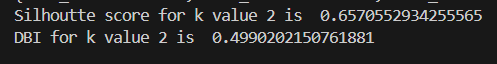 Silhoutte score for k value 2 is  0.6570552934255565
DBI for k value 2 is  0.4990202150761881